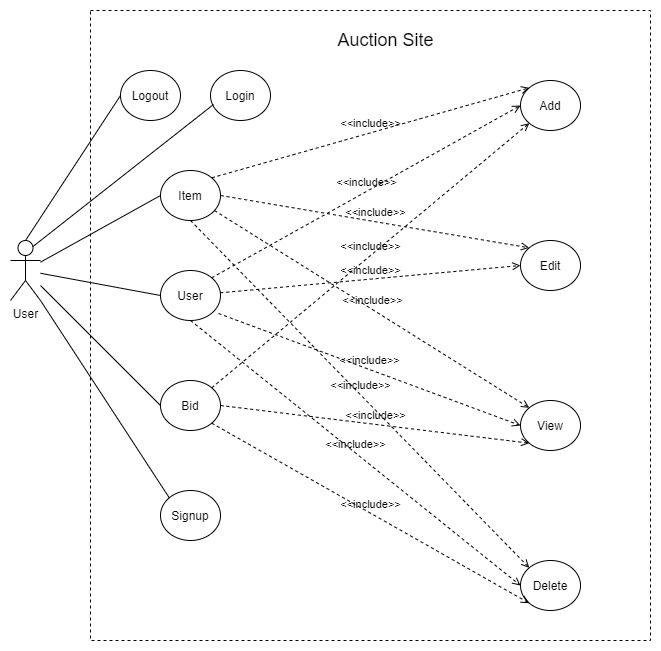 Auction Site
Logout
Login
Add
<<include>>
<<include>>
Item
<<include>>
<<include>>
Edit
<<include>>
User
<<include>>
User
<<include>>
<<include>>
Bid
<<include>>
View
<<include>>
<<include>>
Signup
Delete